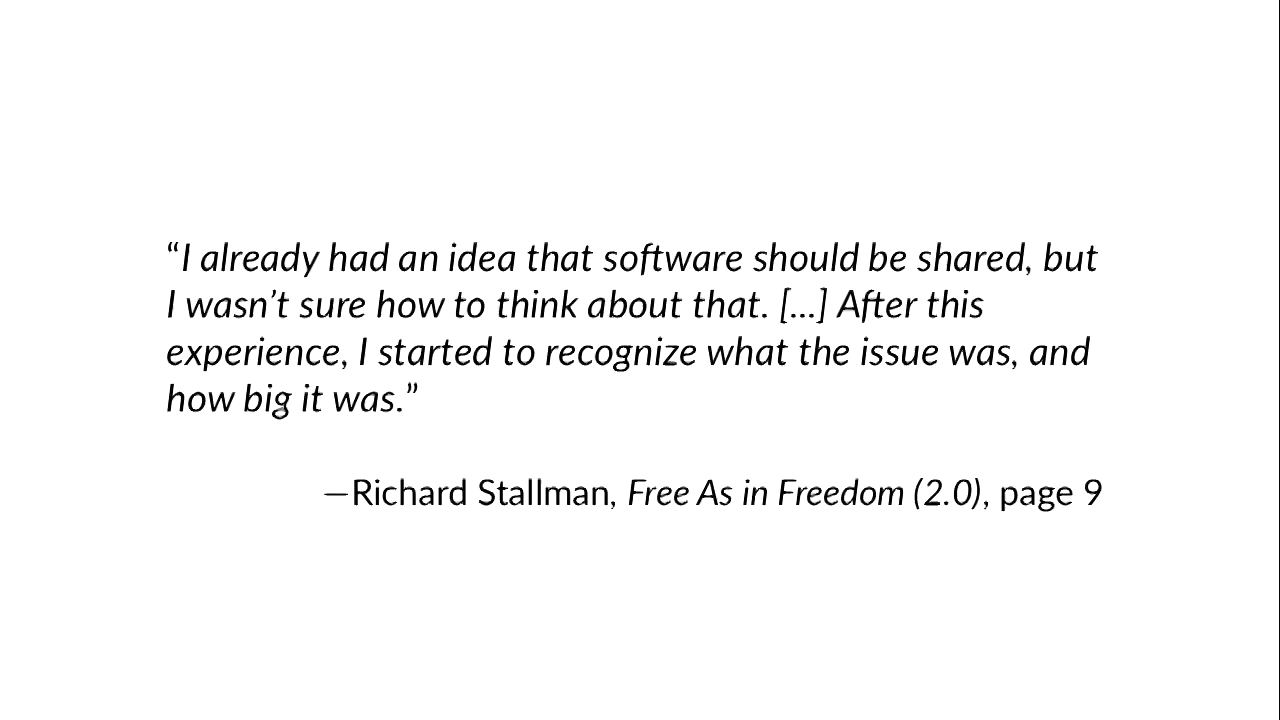 “I already had an idea that software should be shared, but
I wasn’t sure how to think about that. [...] After this
experience, I started to recognize what the issue was, and
how big it was.”
—Richard Stallman, Free As in Freedom (2.0), page 9